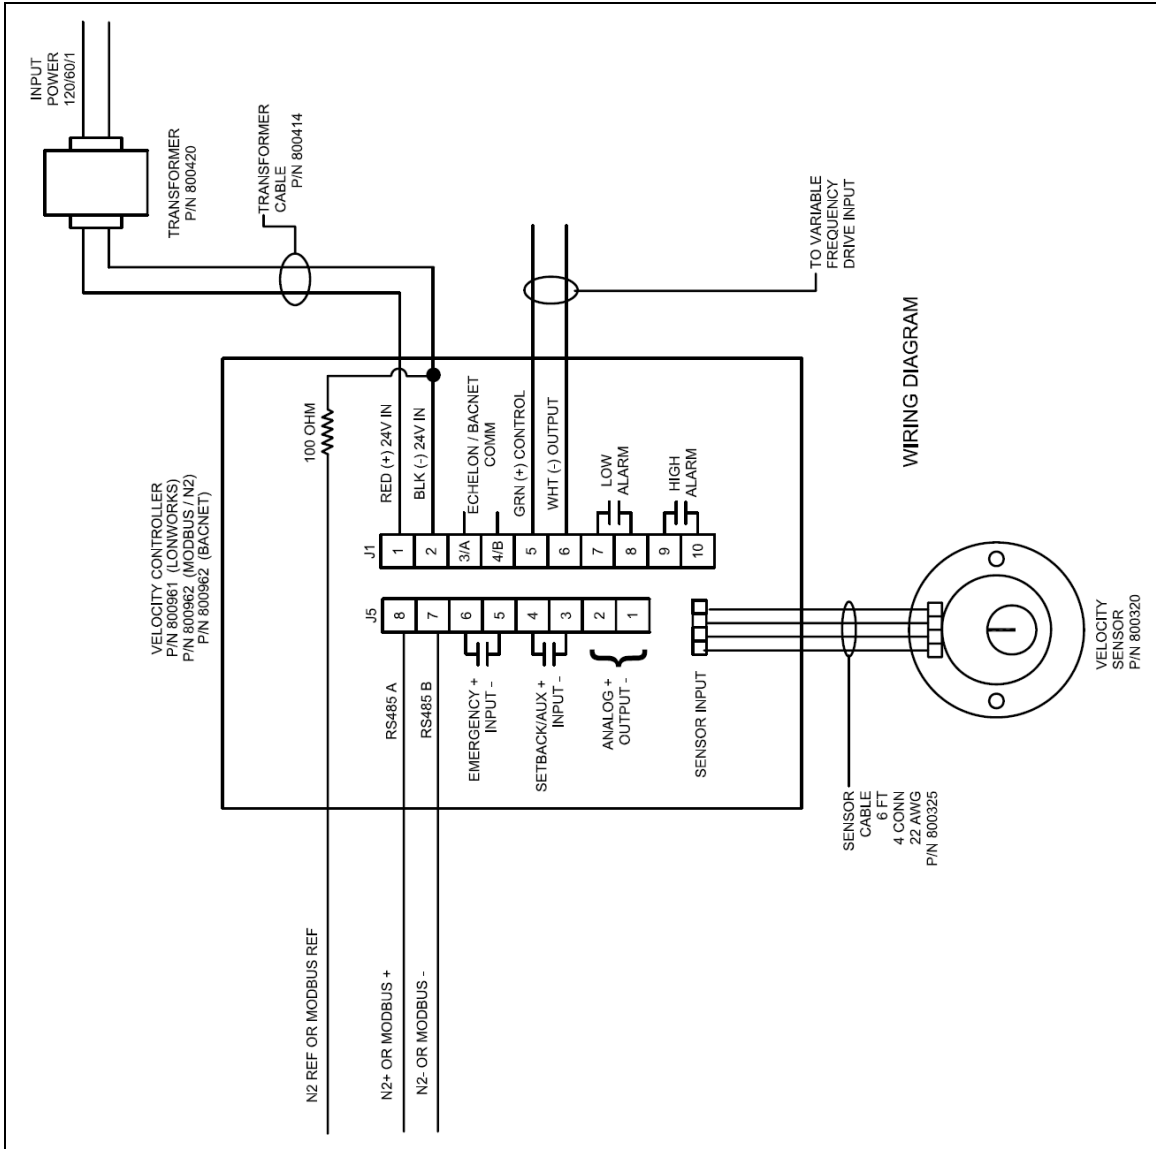 INPUT
POWER
120/60/1
TRANSFORMER
P/N 800420
TRANSFORMER
CABLE
P/N 800414
TO VARIABLE
FREQUENCY
DRIVE INPUT
VELOCITY CONTROLLER
P/N 800961 (LONWORKS)
P/N 800962 (MODBUS / N2)
P/N 800962 (BACNET)
100 OHM
RED (+) 24V IN
BLK (-) 24V IN
ECHELON / BACNET
COMM
GRN (+) CONTROL
WHT (-) OUTPUT
LOW
ALARM
HIGH
ALARM
J1
1
2
3/A
4/B
5
6
7
8
9
10
J5
8
7
6
5
4
3
2
1
RS485 A
RS485 B
EMERGENCY +
INPUT -
SETBACK/AUX +
INPUT -
ANALOG +
OUTPUT -
SENSOR INPUT
N2 REF OR MODBUS REF
N2+ OR MODBUS +
N2- OR MODBUS -
SENSOR
CABLE
6 FT
4 CONN
22 AWG
P/N 800325
VELOCITY
SENSOR
P/N 800320
WIRING DIAGRAM